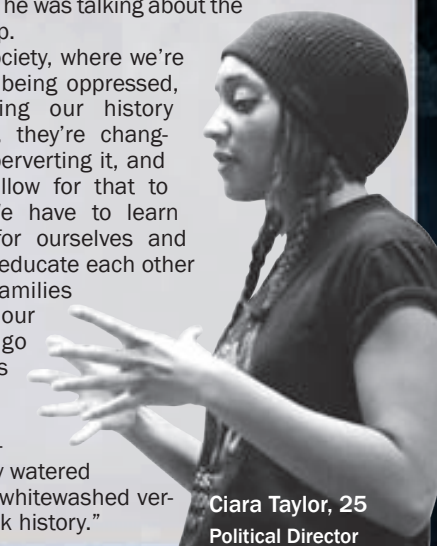 he was talking about the
p.
ciety, where we're
being oppressed,
ing our history
they're chang-
perverting it, and
llow for that to
e have to learn
for ourselves and
educate each other
amilies
our
go
s
y watered
whitewashed ver-
k history."
Ciara Taylor, 25
Political Director